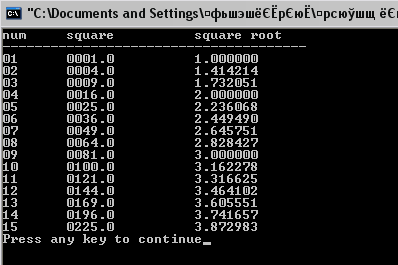 "C:\Documents and Settings\¤фьшэшёЄЁрЄюЁ\¤рсюўшщ ёЄ
num square square root
--------------------------------------
01 0001.0 1.000000
02 0004.0 1.414214
03 0009.0 1.732051
04 0016.0 2.000000
05 0025.0 2.236068
06 0036.0 2.449490
07 0049.0 2.645751
08 0064.0 2.828427
09 0081.0 3.000000
10 0100.0 3.162278
11 0121.0 3.316625
12 0144.0 3.464102
13 0169.0 3.605551
14 0196.0 3.741657
15 0225.0 3.872983
Press any key to continue_